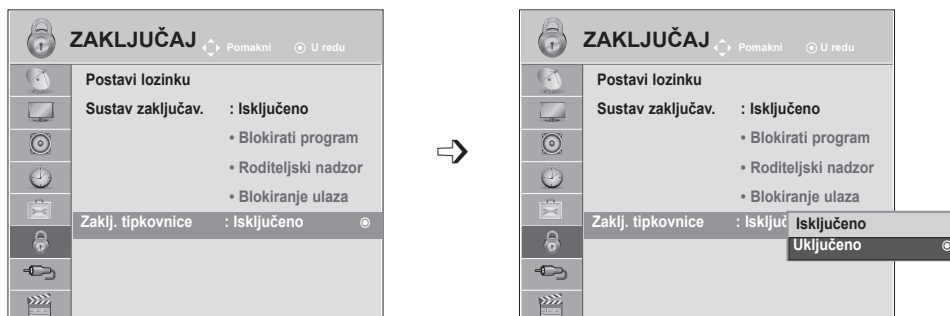 ZAKLJUČAJ Pomakni U redu
Postavi lozinku
Sustav zaključav. : Isključeno
• Blokirati program
• Roditeljski nadzor
• Blokiranje ulaza
Zaklj. tipkovnice : Isključeno
ZAKLJUČAJ Pomakni U redu
Postavi lozinku
Sustav zaključav. : Isključeno
• Blokirati program
• Roditeljski nadzor
• Blokiranje ulaza
Zaklj. tipkovnice : Isključ
Isključeno
Uključeno